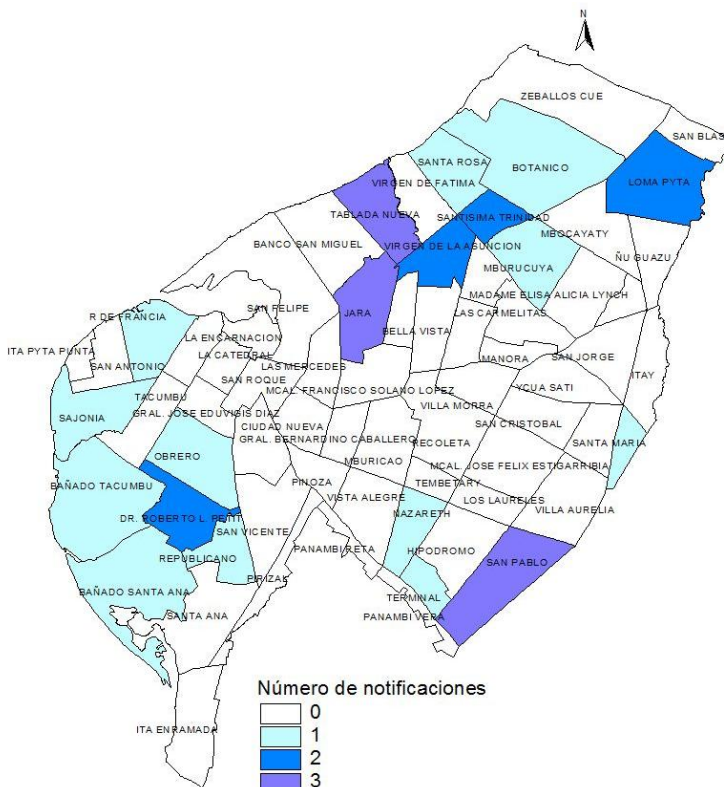 N
ZEBALLOS CUE
SAN BLAS
SANTA ROSA
BOTANICO
LOMA PYTA
VIRGEN DE FATIMA
TABLADA NUEVA
SANTISIMA TRINIDAD
MBOCAYATY
BANCO SAN MIGUEL
VIRGEN DE LA ASUNCION
ÑU GUAZU
MBURUCUYA
MADAME ELISA ALICIA LYNCH
SAN FELIPE
JARA
LAS CARMELITAS
R DE FRANCIA
BELLA VISTA
LA ENCARNACION
ITA PYTA PUNTA
LA CATEDRAL
SAN ANTONIO
LAS MERCEDES
MANORA
SAN JORGE
ITAY
SAN ROQUE
TACUMBU
MCAL. FRANCISCO SOLANO LOPEZ
YCUA SATI
SAJONIA
GRAL. JOSE EDUVIGIS DIAZ
VILLA MORRA
CIUDAD NUEVA
SAN CRISTOBAL
GRAL. BERNARDINO CABALLERO
RECOLETA
SANTA MARIA
OBRERO
MBURICAO
MCAL. JOSE FELIX ESTIGARRIBIA
BAÑADO TACUMBU
PINOZA
TEMBETARY
VISTA ALEGRE
LOS LAURELES
NAZARETH
VILLA AURELIA
DR. ROBERTO L. PETIT
SAN VICENTE
PANAMBI RETA
HIPODROMO
REPUBLICANO
SAN PABLO
PIRIZAL
BAÑADO SANTA ANA
TERMINAL
SANTA ANA
PANAMBI VERA
ITA ENRAMADA
Número de notificaciones
0
1
2
3